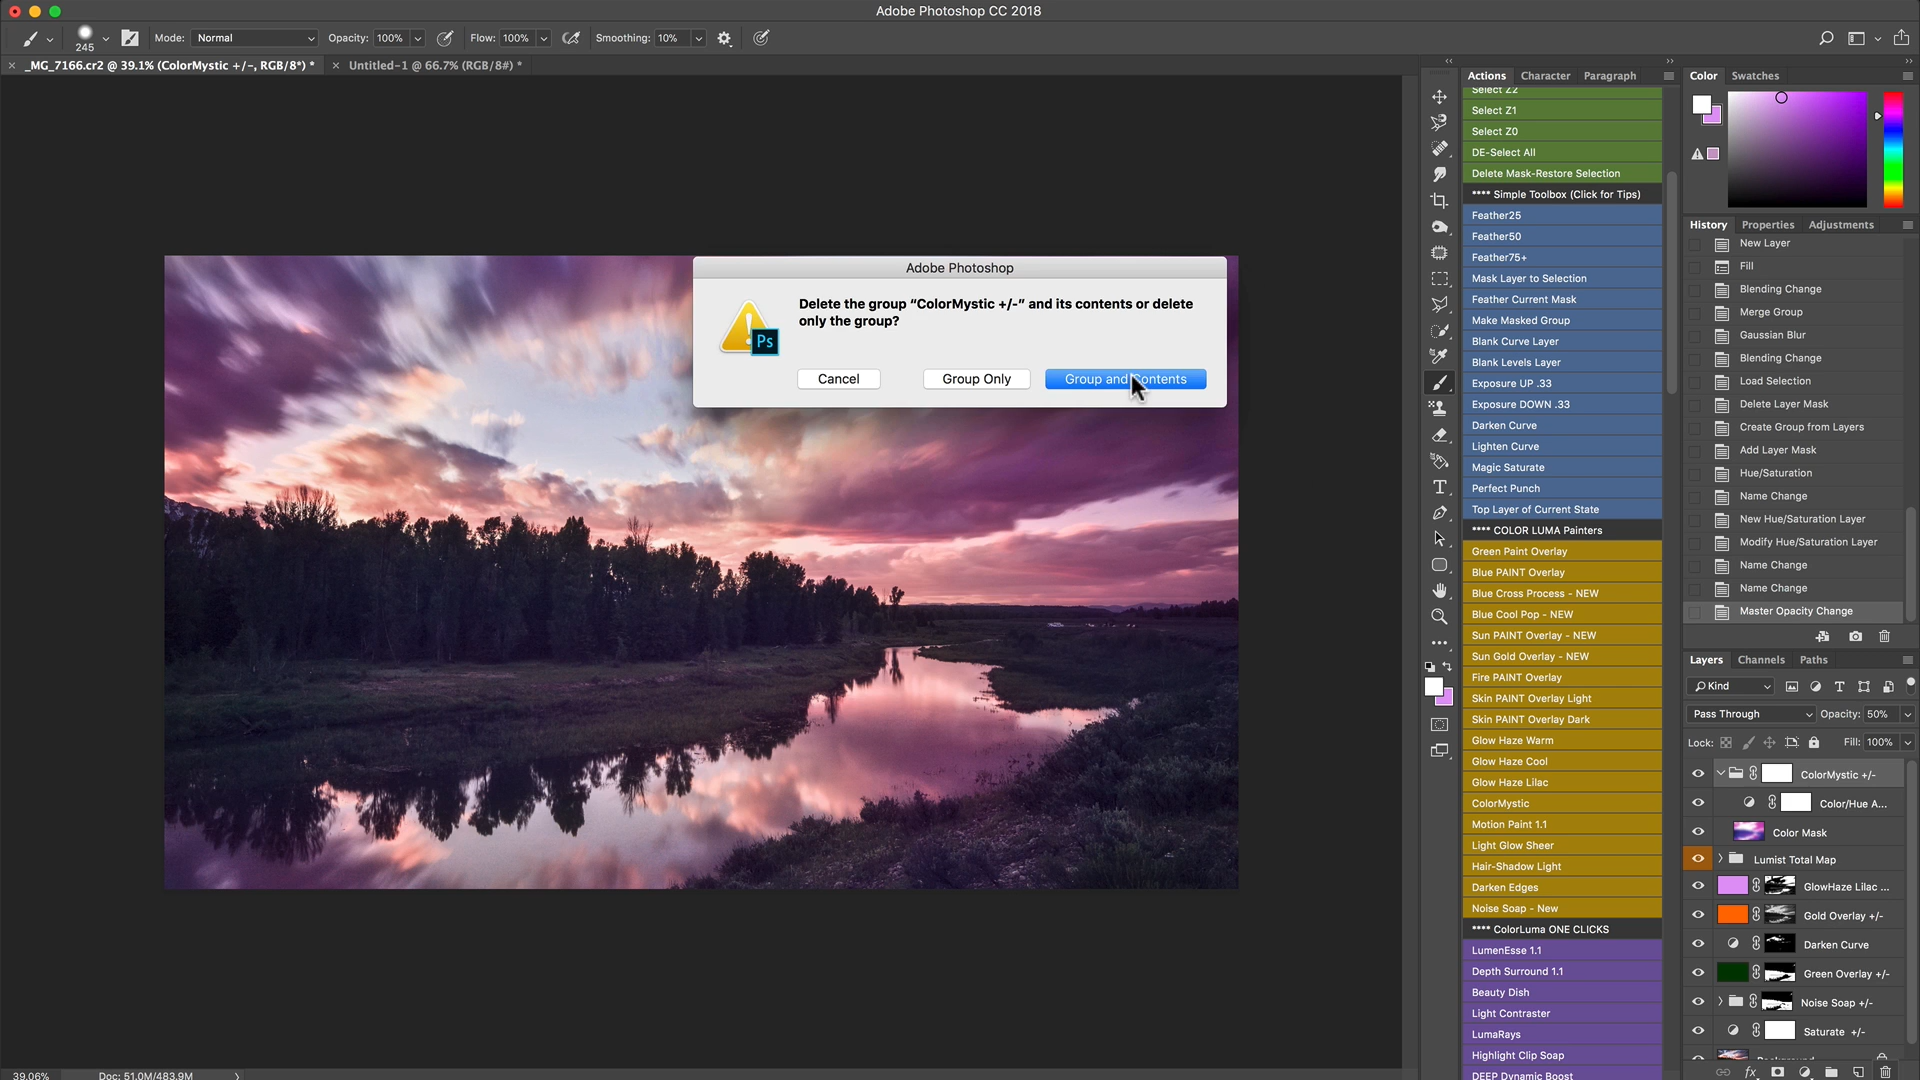 Adobe Photoshop CC 2018
245
Mode: Normal
Opacity: 100%
Flow: 100%
Smoothing: 10%
_MG_7166.cr2 @ 39.1% (ColorMystic +/-, RGB/8*) *
Untitled-1 @ 66.7% (RGB/8#) *
Adobe Photoshop
Delete the group “ColorMystic +/-” and its contents or delete
only the group?
Ps
Cancel
Group Only
Group and Contents
39.06%
Doc: 51.0M/483.9M
Actions
Character
Paragraph
Select Z2
Select Z1
Select Z0
DE-Select All
Delete Mask-Restore Selection
**** Simple Toolbox (Click for Tips)
Feather25
Feather50
Feather75+
Mask Layer to Selection
Feather Current Mask
Make Masked Group
Blank Curve Layer
Blank Levels Layer
Exposure UP .33
Exposure DOWN .33
Darken Curve
Lighten Curve
Magic Saturate
Perfect Punch
Top Layer of Current State
**** COLOR LUMA Painters
Green Paint Overlay
Blue PAINT Overlay
Blue Cross Process - NEW
Blue Cool Pop - NEW
Sun PAINT Overlay - NEW
Sun Gold Overlay - NEW
Fire PAINT Overlay
Skin PAINT Overlay Light
Skin PAINT Overlay Dark
Glow Haze Warm
Glow Haze Cool
Glow Haze Lilac
ColorMystic
Motion Paint 1.1
Light Glow Sheer
Hair-Shadow Light
Darken Edges
Noise Soap - New
**** ColorLuma ONE CLICKS
LumenEsse 1.1
Depth Surround 1.1
Beauty Dish
Light Contraster
LumaRays
Highlight Clip Soap
DEEP Dynamic Boost
Color
Swatches
History
Properties
Adjustments
New Layer
Fill
Blending Change
Merge Group
Gaussian Blur
Blending Change
Load Selection
Delete Layer Mask
Create Group from Layers
Add Layer Mask
Hue/Saturation
Name Change
New Hue/Saturation Layer
Modify Hue/Saturation Layer
Name Change
Name Change
Master Opacity Change
Layers
Channels
Paths
Kind
Pass Through
Opacity: 50%
Lock:
Fill: 100%
ColorMystic +/-
Color/Hue A...
Color Mask
Lumist Total Map
GlowHaze Lilac ...
Gold Overlay +/-
Darken Curve
Green Overlay +/-
Noise Soap +/-
Saturate +/-
Background